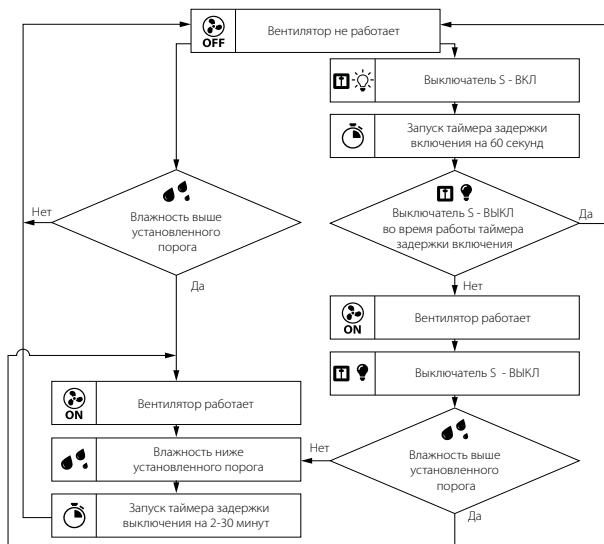 OFF
Вентилятор не работает
Выключатель S - ВКЛ
Запуск таймера задержки
включения на 60 секунд
Нет
Влажность выше
установленного
порога
Да
Выключатель S - ВЫКЛ
во время работы таймера
задержки включения
Да
Нет
ON
Вентилятор работает
Выключатель S - ВЫКЛ
ON
Вентилятор работает
Влажность ниже
установленного порога
Запуск таймера задержки
выключения на 2-30 минут
Нет
Влажность выше
установленного
порога
Да